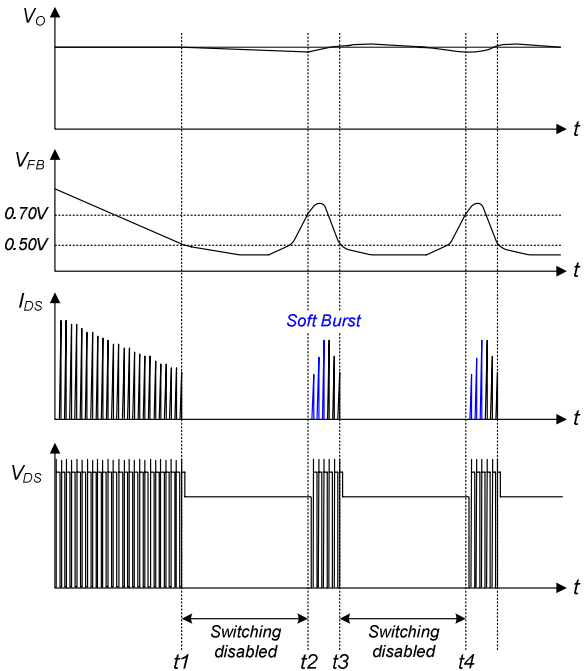 VO
t
VFB
0.70V
0.50V
t
IDS
Soft Burst
t
VDS
t
Switching
disabled
Switching
disabled
t1
t2
t3
t4